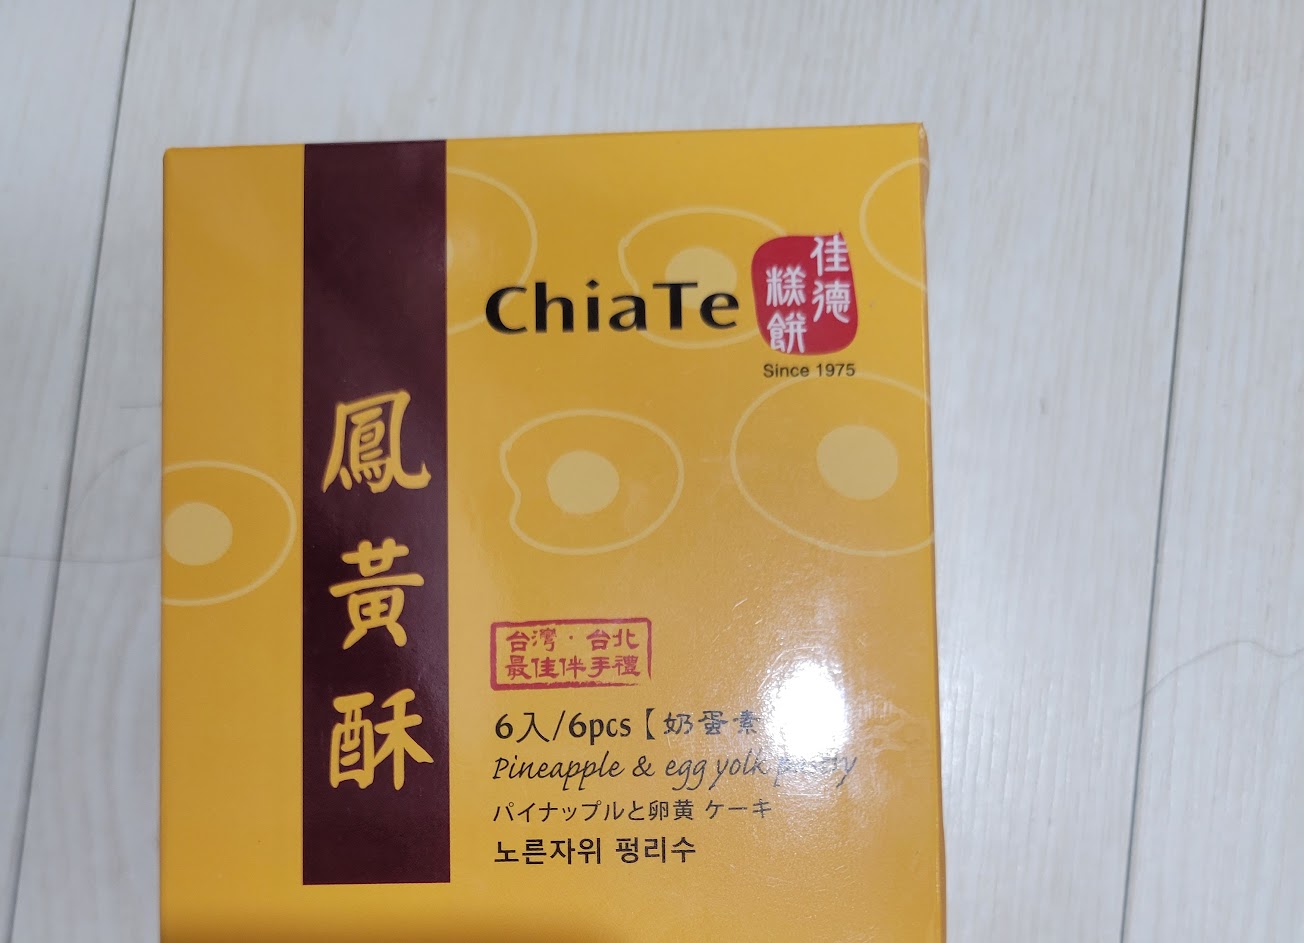 鳳黃酥
ChiaTe
佳德
糕餅
Since 1975
台灣・台北
最佳伴手禮
6入/6pcs【奶蛋素
Pineapple & egg yolk pastry
パイナップルと卵黄 ケーキ
노른자위 펑리수